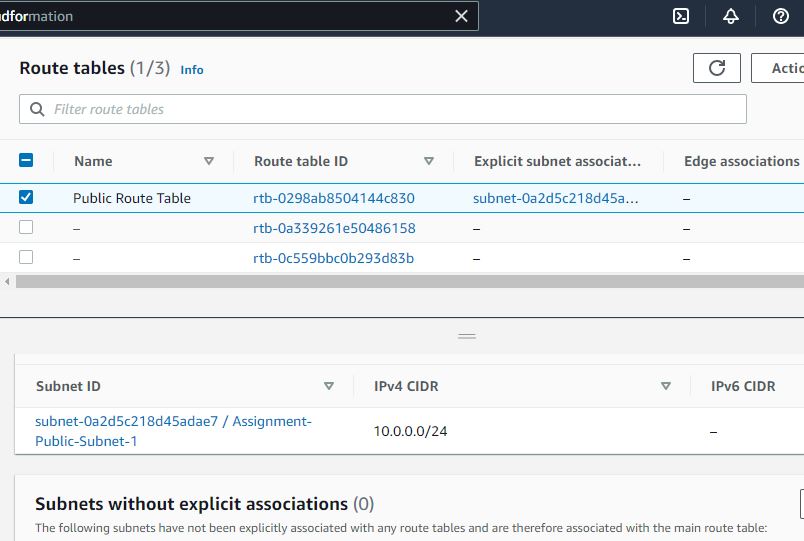 dformation
Route tables (1/3) Info
Actio
Filter route tables
Name Route table ID Explicit subnet associat... Edge associations
Public Route Table rtb-0298ab8504144c830 subnet-0a2d5c218d45a... –
– rtb-0a339261e50486158 – –
– rtb-0c559bbc0b293d83b – –
Subnet ID IPv4 CIDR IPv6 CIDR
subnet-0a2d5c218d45adae7 / Assignment-
Public-Subnet-1 10.0.0.0/24 –
Subnets without explicit associations (0)
The following subnets have not been explicitly associated with any route tables and are therefore associated with the main route table: